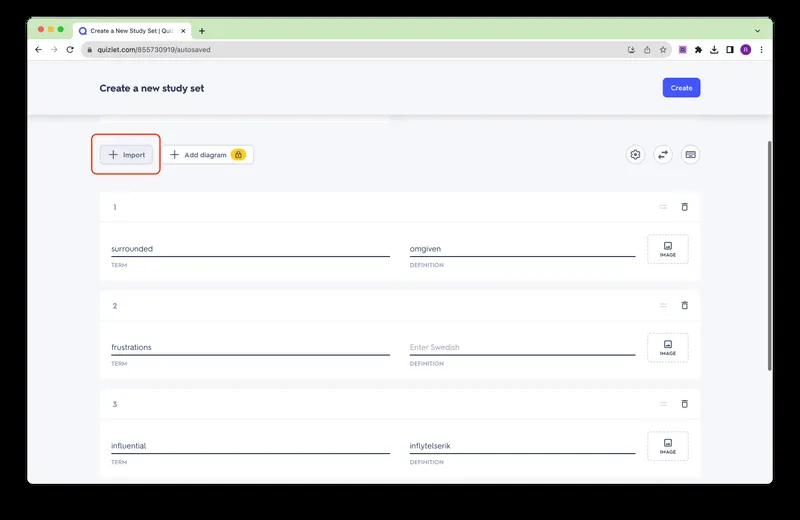 Create a New Study Set | Quiz
quizlet.com/855730919/autosaved
R
Create a new study set
Create
Import
Add diagram
1
surrounded
omgiven
TERM
DEFINITION
IMAGE
2
frustrations
Enter Swedish
TERM
DEFINITION
IMAGE
3
influential
inflytelserik
TERM
DEFINITION
IMAGE